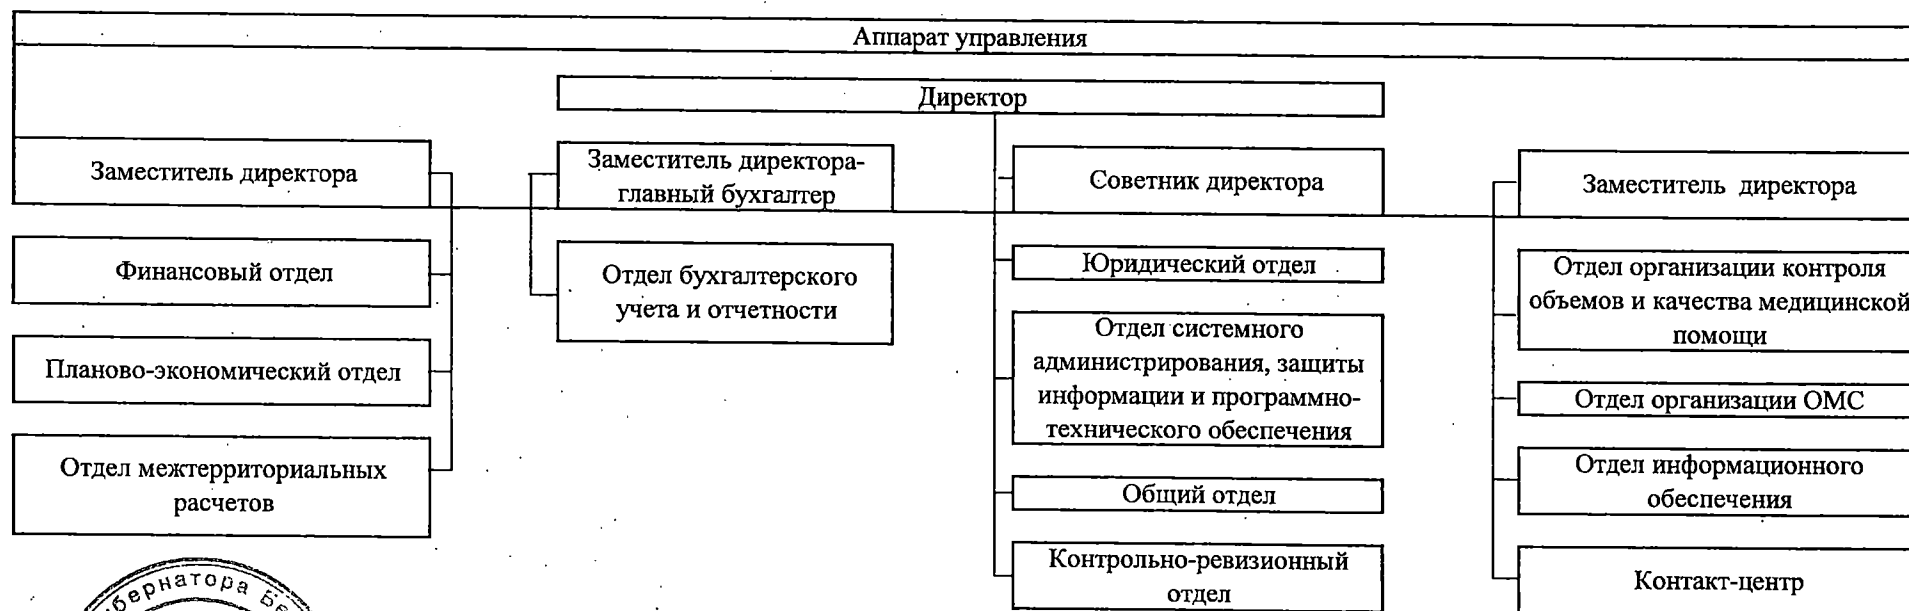 Аппарат управления
Директор
Заместитель директора
Финансовый отдел
Планово-экономический отдел
Отдел межтерриториальных
расчетов
Заместитель директора-
главный бухгалтер
Отдел бухгалтерского
учета и отчетности
Советник директора
Юридический отдел
Отдел системного
администрирования, защиты
информации и программно-
технического обеспечения
Общий отдел
Контрольно-ревизионный
отдел
Заместитель директора
Отдел организации контроля
объемов и качества медицинской
помощи
Отдел организации ОМС
Отдел информационного
обеспечения
Контакт-центр